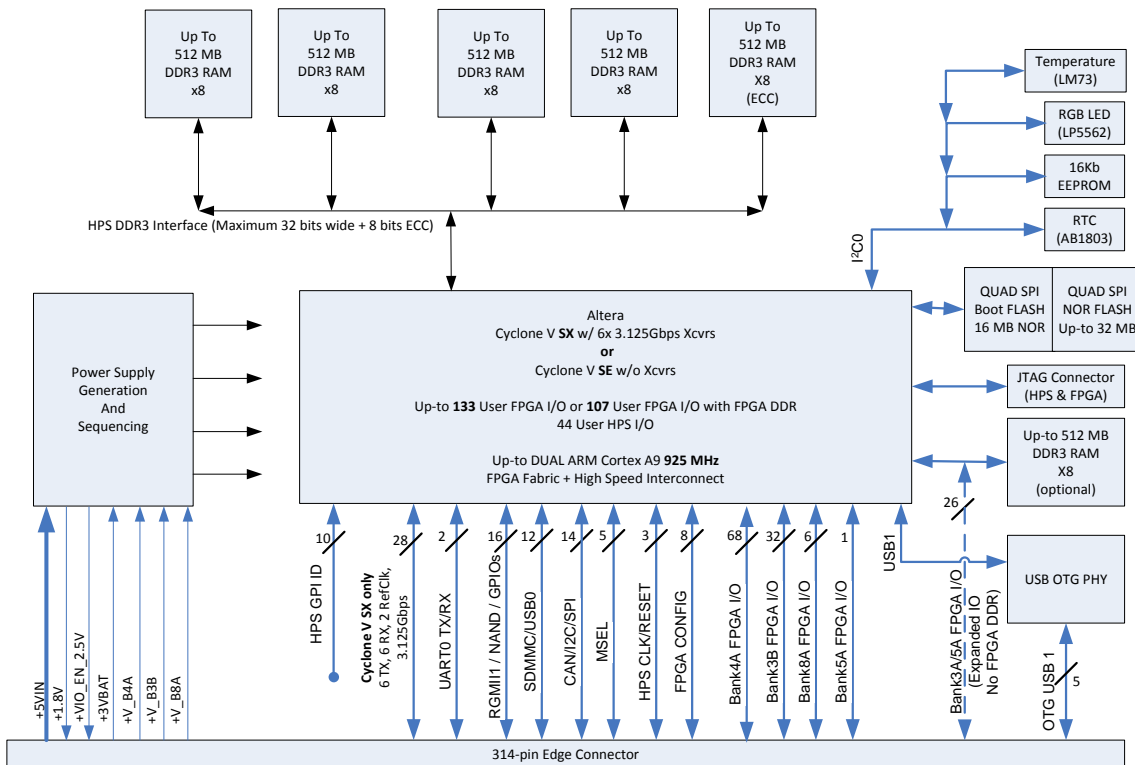 Up To
512 MB
DDR3 RAM
x8
Up To
512 MB
DDR3 RAM
x8
Up To
512 MB
DDR3 RAM
x8
Up To
512 MB
DDR3 RAM
x8
Up To
512 MB
DDR3 RAM
X8
(ECC)
Temperature
(LM73)
RGB LED
(LP5562)
16Kb
EEPROM
RTC
(AB1803)
HPS DDR3 Interface (Maximum 32 bits wide + 8 bits ECC)
I²C0
Power Supply
Generation
And
Sequencing
Altera
Cyclone V SX w/ 6x 3.125Gbps Xcvrs
or
Cyclone V SE w/o Xcvrs
Up-to 133 User FPGA I/O or 107 User FPGA I/O with FPGA DDR
44 User HPS I/O
Up-to DUAL ARM Cortex A9 925 MHz
FPGA Fabric + High Speed Interconnect
QUAD SPI
Boot FLASH
16 MB NOR
QUAD SPI
NOR FLASH
Up-to 32 MB
JTAG Connector
(HPS & FPGA)
Up-to 512 MB
DDR3 RAM
X8
(optional)
USB OTG PHY
+5VIN
+1.8V
+VIO_EN_2.5V
+3VBAT
+V_B4A
+V_B3B
+V_B8A
10
HPS GPI ID
28
Cyclone V SX only
6 TX, 6 RX, 2 RefClk,
3.125Gbps
2
UART0 TX/RX
16
RGMII1 / NAND / GPIOs
12
SDMMC/USB0
14
CAN/I2C/SPI
5
MSEL
3
HPS CLK/RESET
8
FPGA CONFIG
68
Bank4A FPGA I/O
32
Bank3B FPGA I/O
6
Bank8A FPGA I/O
1
Bank5A FPGA I/O
USB1
26
Bank3A/5A FPGA I/O
(Expanded IO
No FPGA DDR)
OTG USB 1
5
314-pin Edge Connector